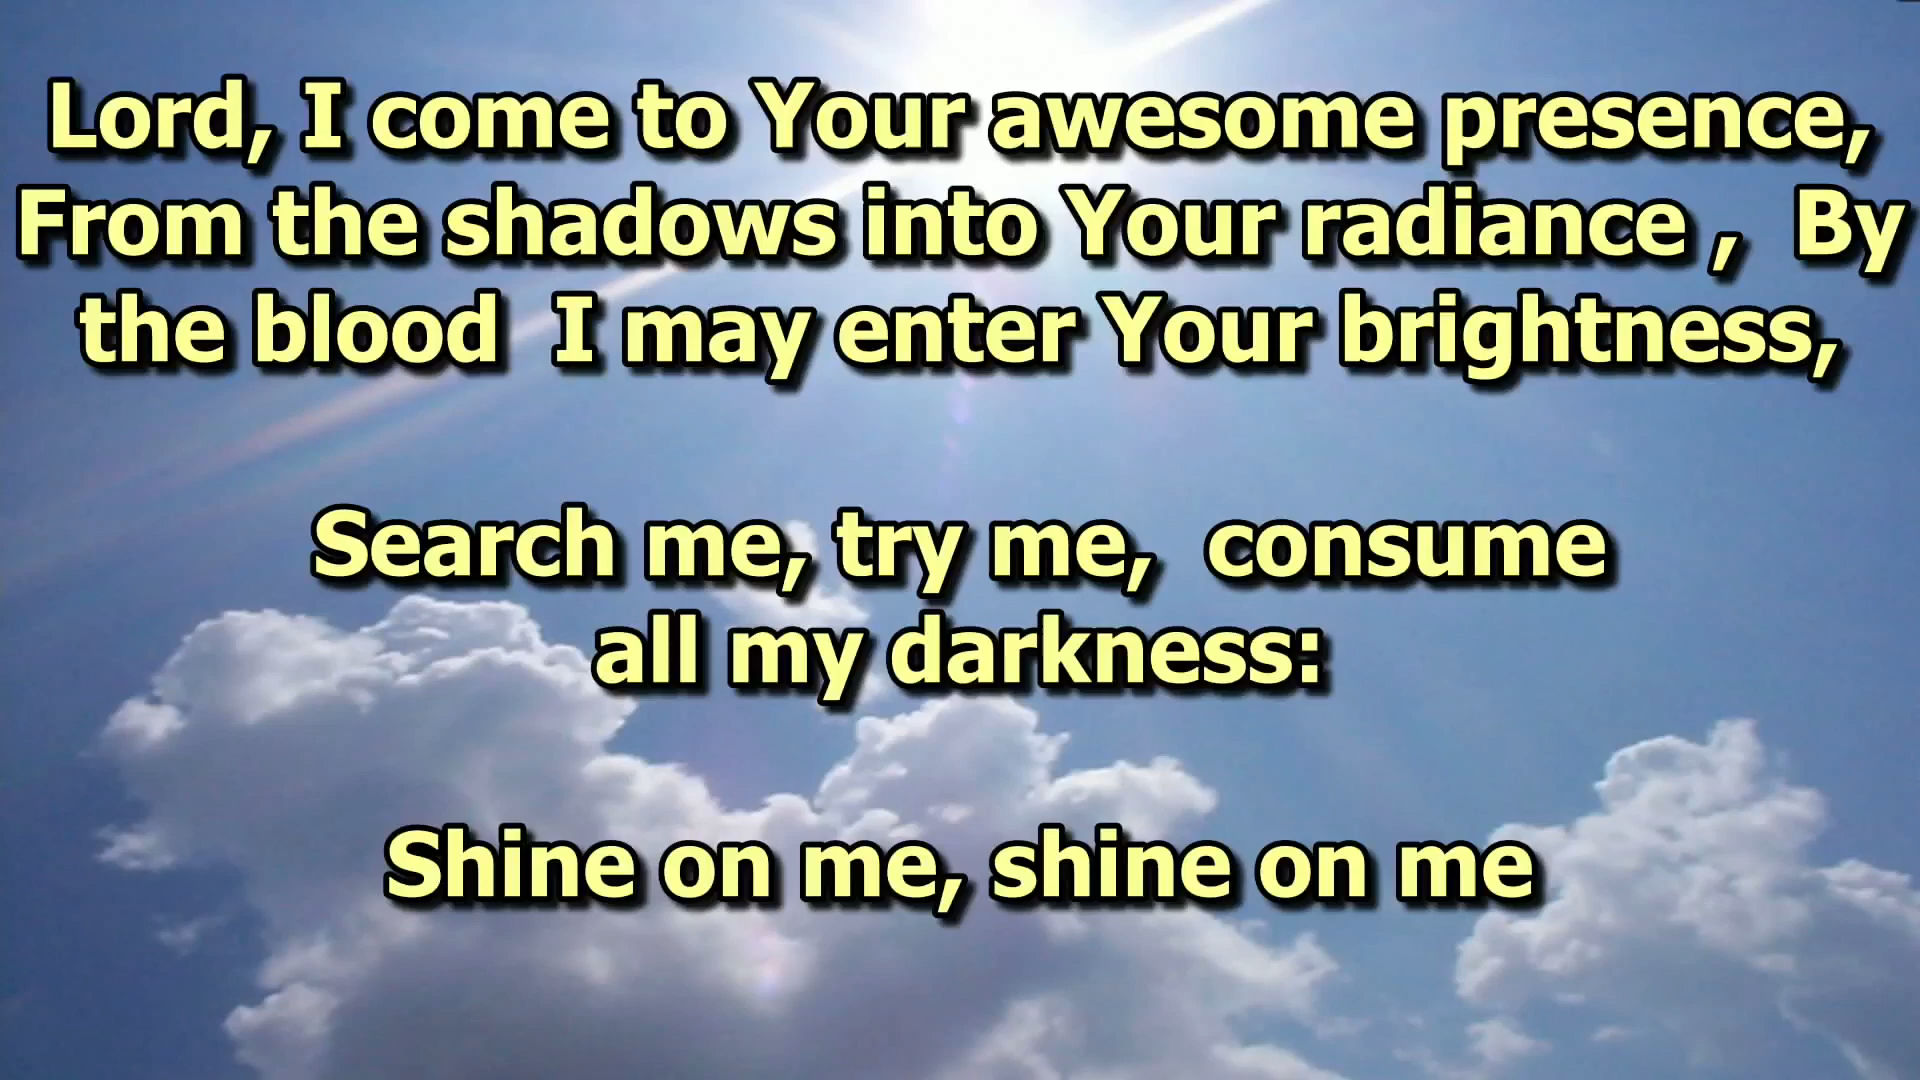 Lord, I come to Your awesome presence,
From the shadows into Your radiance ,  By
the blood  I may enter Your brightness,
Search me, try me,  consume
all my darkness:
Shine on me, shine on me